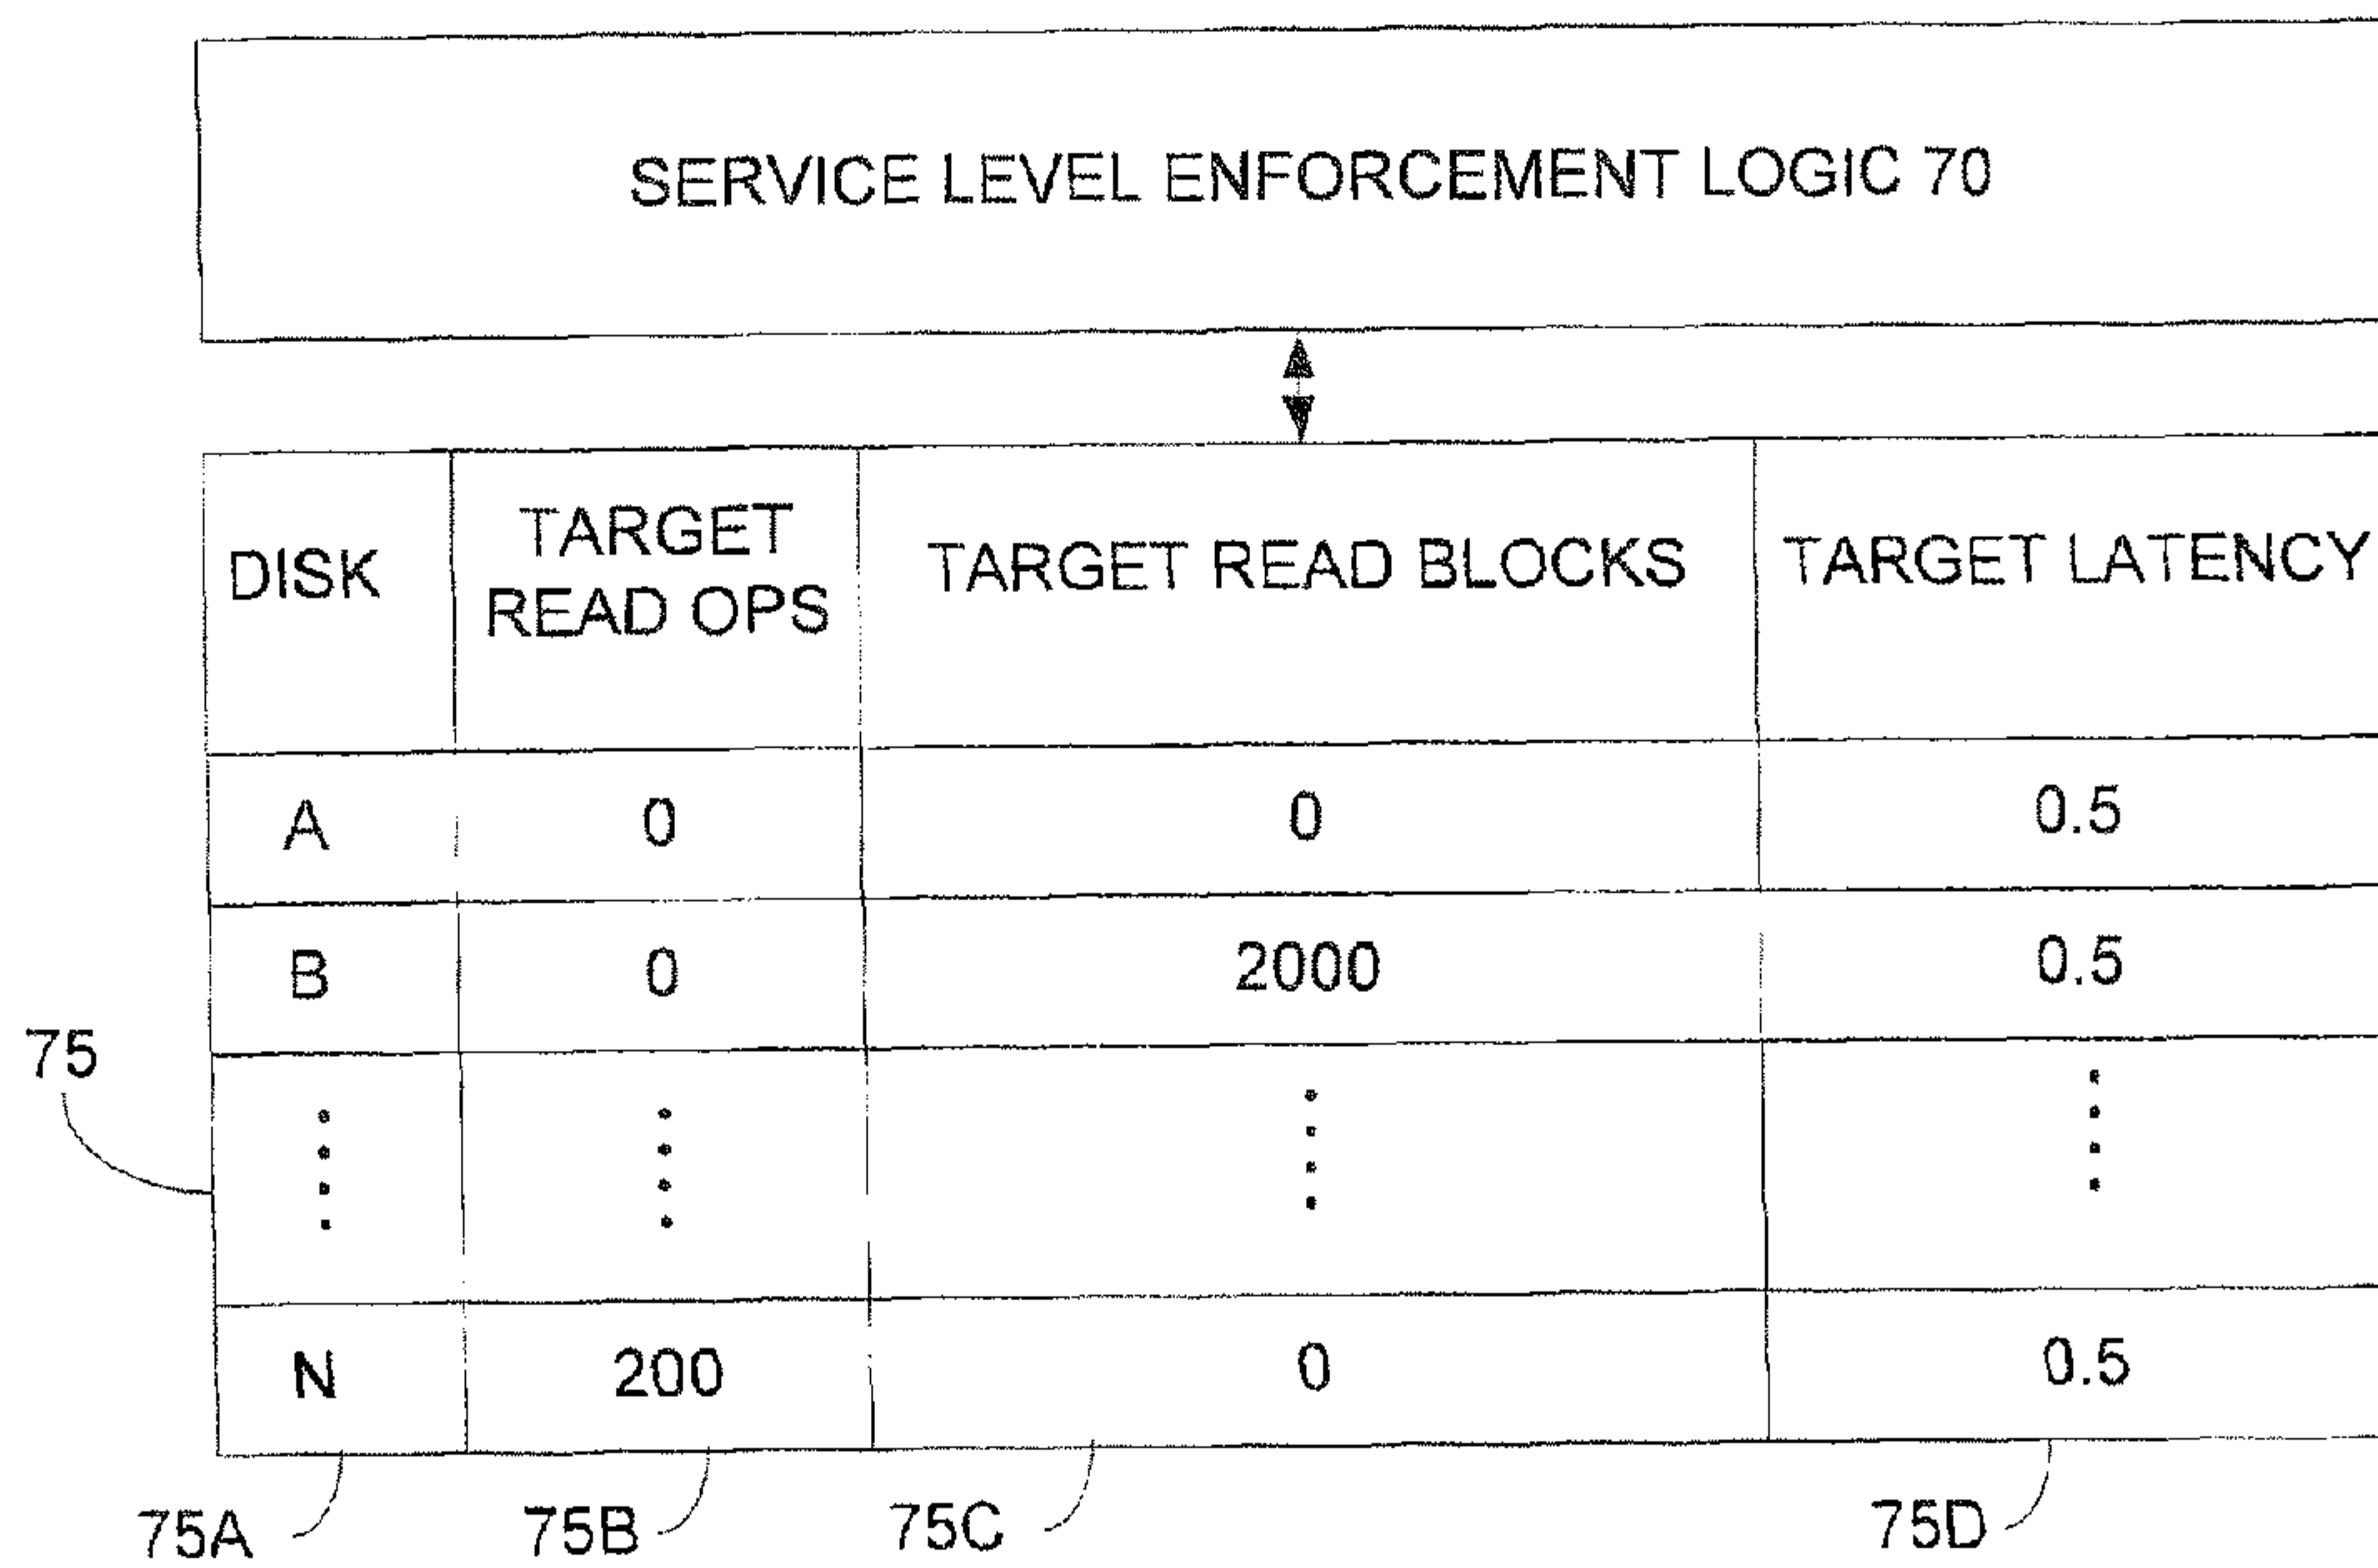 SERVICE LEVEL ENFORCEMENT LOGIC 70
DISK
TARGET
READ OPS
TARGET READ BLOCKS
TARGET LATENCY
A 0 0 0.5
B 0 2000 0.5
75
N 200 0 0.5
75A 75B 75C 75D